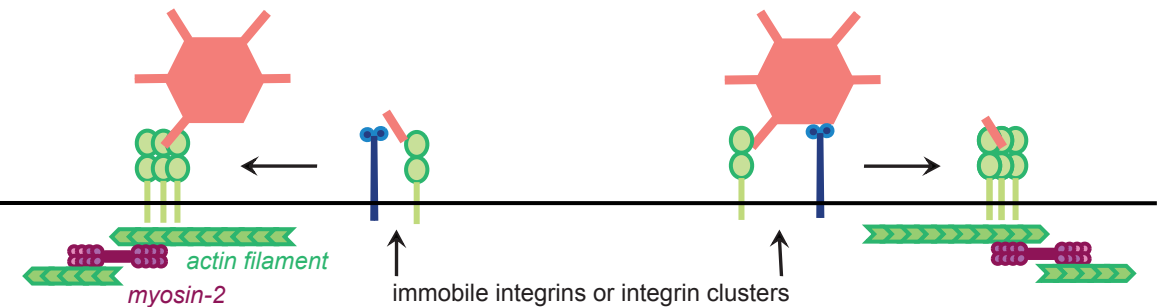 actin filament
myosin-2
immobile integrins or integrin clusters